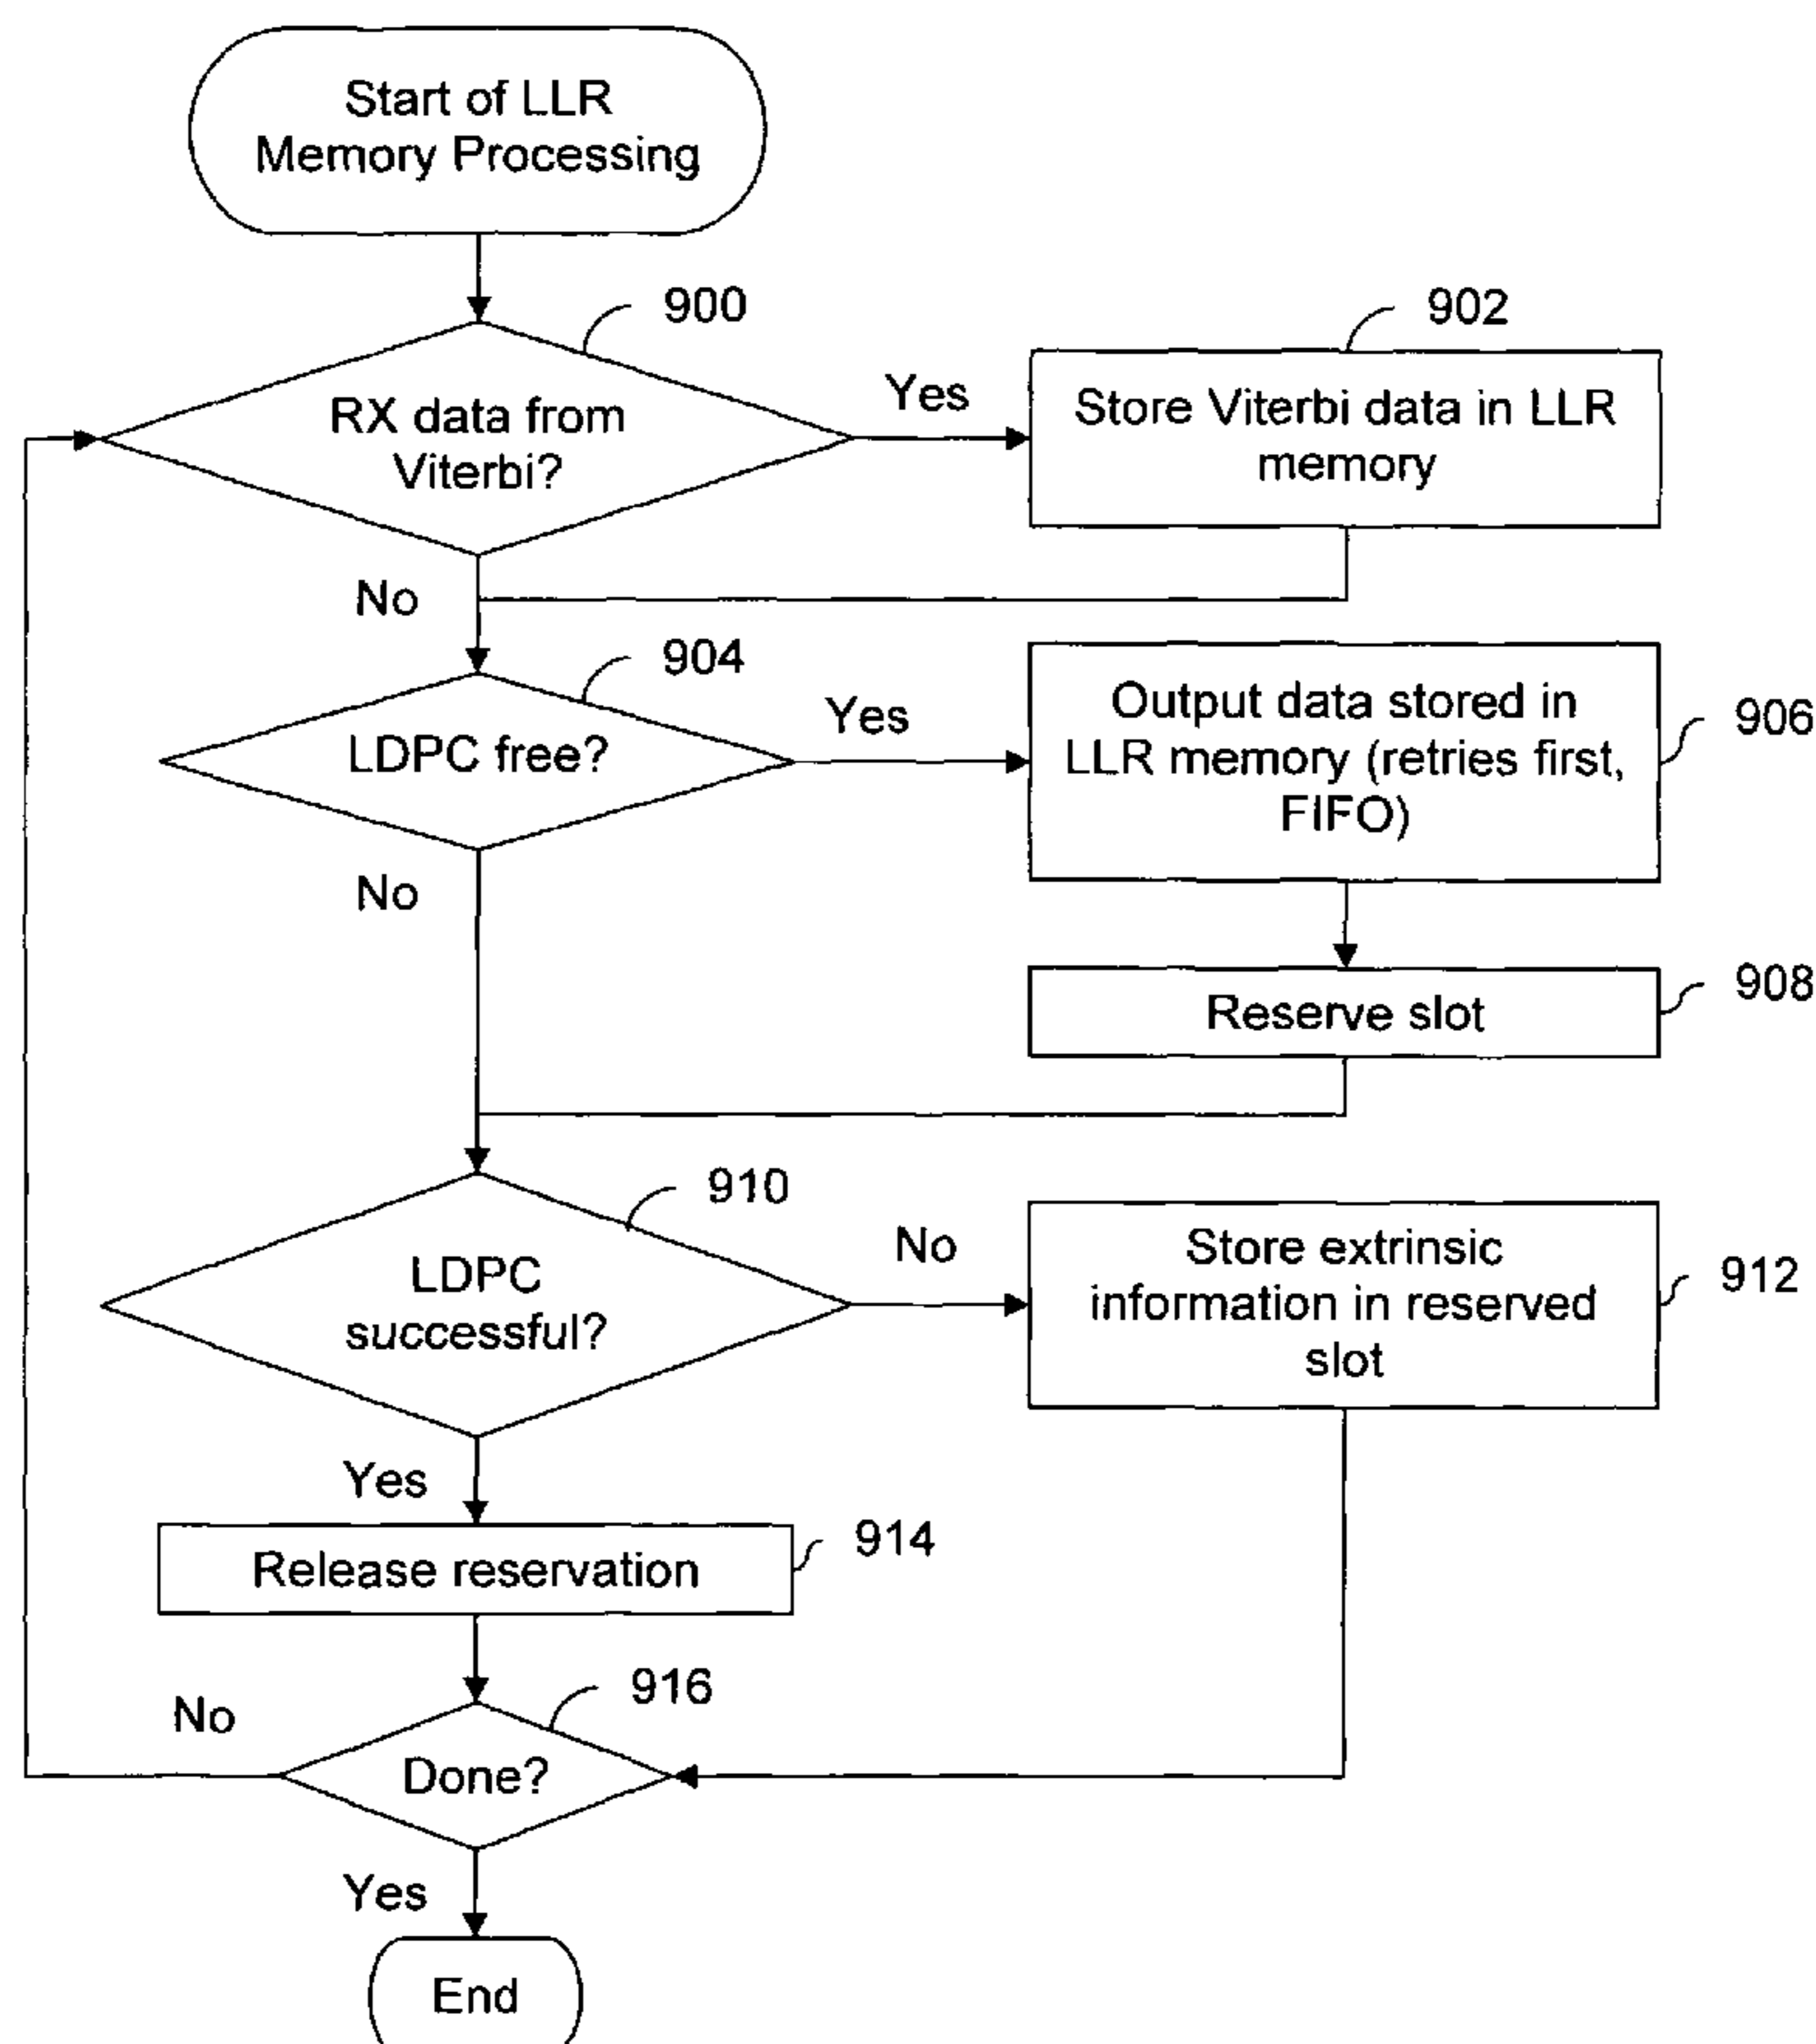 Start of LLR
Memory Processing
900
902
RX data from
Viterbi?
Yes
Store Viterbi data in LLR
memory
No
904
LDPC free?
Yes
Output data stored in
LLR memory (retries first,
FIFO)
906
No
Reserve slot
908
910
LDPC
successful?
No
Store extrinsic
information in reserved
slot
912
Yes
Release reservation
914
916
No
Done?
Yes
End